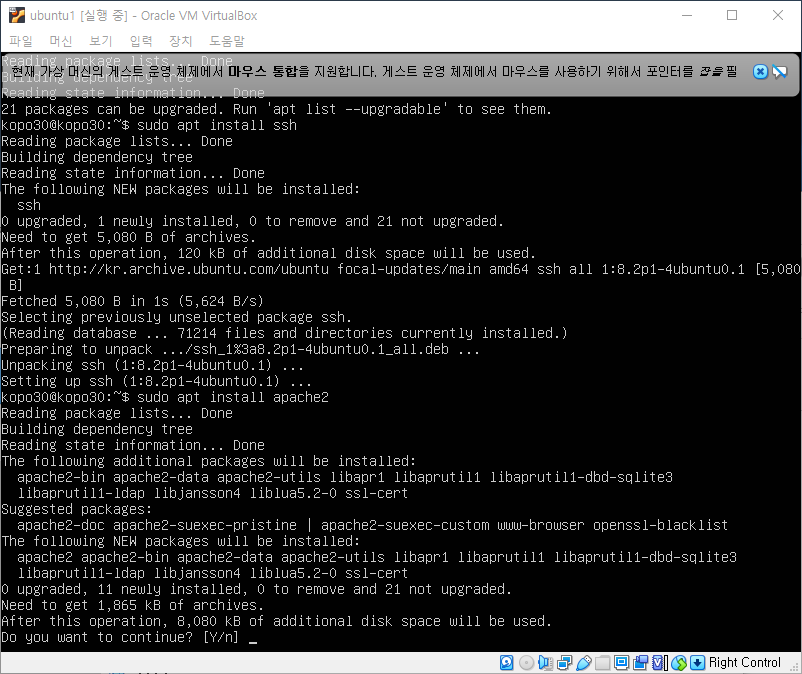 ubuntu1 [실행 중] - Oracle VM VirtualBox
파일 머신 보기 입력 장치 도움말
Reading package lists... Done
현재 가상 머신의 게스트 운영 체제에서 마우스 통합을 지원합니다. 게스트 운영 체제에서 마우스를 사용하기 위해서 포인터를 잡을 필
Building dependency tree
Reading state information... Done
21 packages can be upgraded. Run 'apt list --upgradable' to see them.
kopo30@kopo30:~$ sudo apt install ssh
Reading package lists... Done
Building dependency tree
Reading state information... Done
The following NEW packages will be installed:
  ssh
0 upgraded, 1 newly installed, 0 to remove and 21 not upgraded.
Need to get 5,080 B of archives.
After this operation, 120 kB of additional disk space will be used.
Get:1 http://kr.archive.ubuntu.com/ubuntu focal-updates/main amd64 ssh all 1:8.2p1-4ubuntu0.1 [5,080
 B]
Fetched 5,080 B in 1s (5,624 B/s)
Selecting previously unselected package ssh.
(Reading database ... 71214 files and directories currently installed.)
Preparing to unpack .../ssh_1%3a8.2p1-4ubuntu0.1_all.deb ...
Unpacking ssh (1:8.2p1-4ubuntu0.1) ...
Setting up ssh (1:8.2p1-4ubuntu0.1) ...
kopo30@kopo30:~$ sudo apt install apache2
Reading package lists... Done
Building dependency tree
Reading state information... Done
The following additional packages will be installed:
  apache2-bin apache2-data apache2-utils libapr1 libaprutil1 libaprutil1-dbd-sqlite3
  libaprutil1-ldap libjansson4 liblua5.2-0 ssl-cert
Suggested packages:
  apache2-doc apache2-suexec-pristine | apache2-suexec-custom www-browser openssl-blacklist
The following NEW packages will be installed:
  apache2 apache2-bin apache2-data apache2-utils libapr1 libaprutil1 libaprutil1-dbd-sqlite3
  libaprutil1-ldap libjansson4 liblua5.2-0 ssl-cert
0 upgraded, 11 newly installed, 0 to remove and 21 not upgraded.
Need to get 1,865 kB of archives.
After this operation, 8,080 kB of additional disk space will be used.
Do you want to continue? [Y/n] _
Right Control